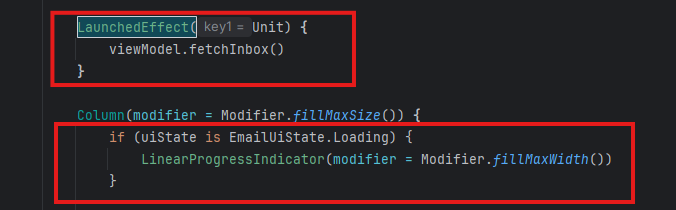 LaunchedEffect( key1 = Unit) {
viewModel.fetchInbox()
}
Column(modifier = Modifier.fillMaxSize()) {
if (uiState is EmailUiState.Loading) {
LinearProgressIndicator(modifier = Modifier.fillMaxWidth())
}